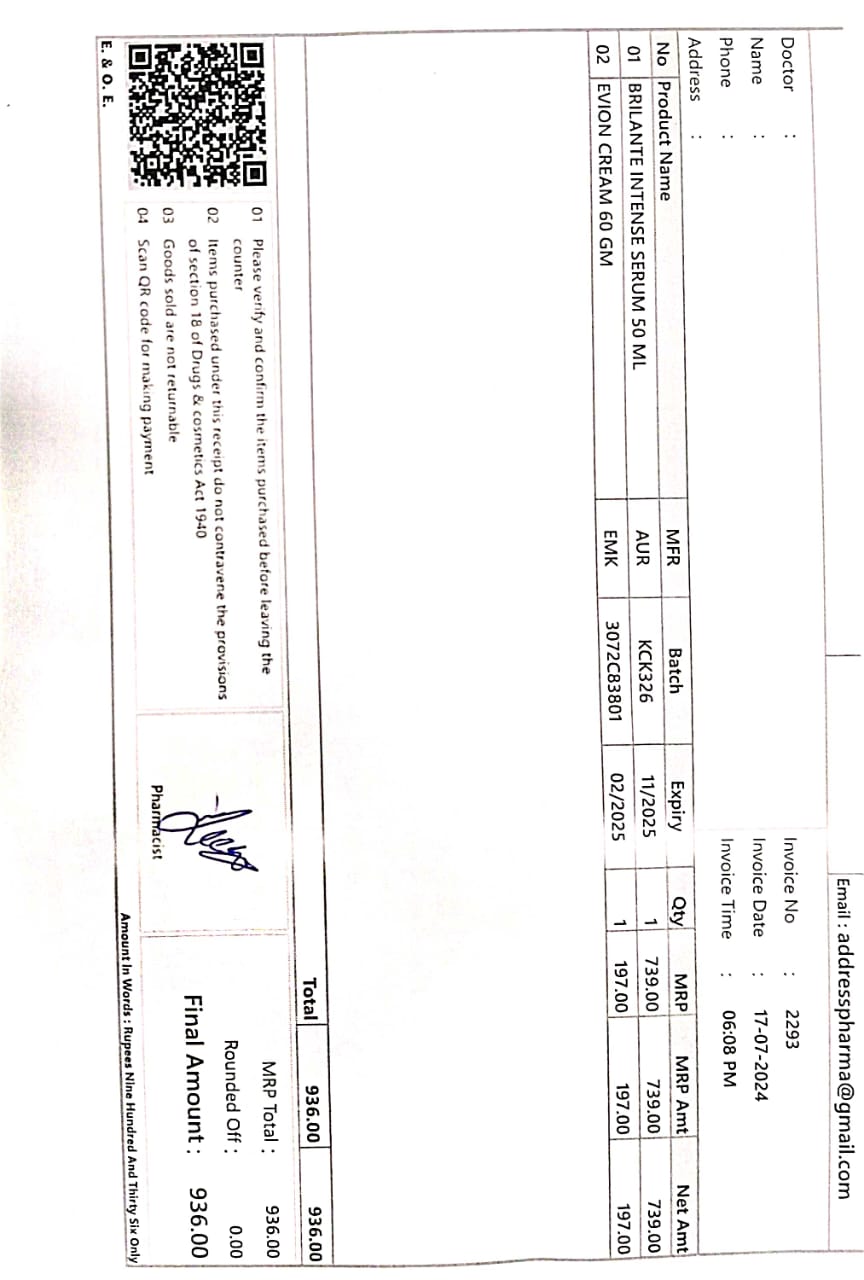 Email : addresspharma@gmail.com
Doctor :
Name :
Phone :
Address :
Invoice No : 2293
Invoice Date : 17-07-2024
Invoice Time : 06:08 PM
No Product Name MFR Batch Expiry Qty MRP MRP Amt Net Amt
01 BRILANTE INTENSE SERUM 50 ML AUR KCK326 11/2025 1 739.00 739.00 739.00
02 EVION CREAM 60 GM EMK 3072C83801 02/2025 1 197.00 197.00 197.00
Total 936.00 936.00
01 Please verify and confirm the items purchased before leaving the
counter
02 Items purchased under this receipt do not contravene the provisions
of section 18 of Drugs & cosmetics Act 1940
03 Goods sold are not returnable
04 Scan QR code for making payment
Pharmacist
MRP Total : 936.00
Rounded Off : 0.00
Final Amount : 936.00
Amount In Words : Rupees Nine Hundred And Thirty Six Only
E. & O. E.